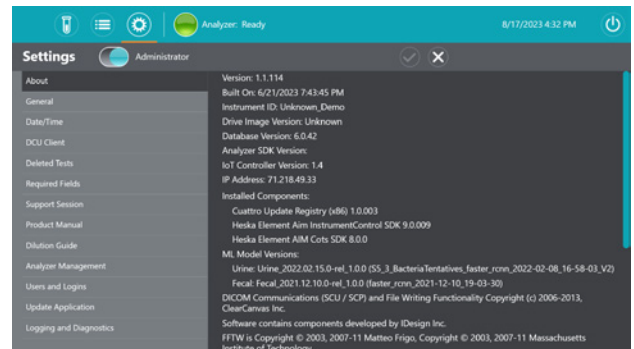 Analyzer: Ready
8/17/2023 4:32 PM
Settings
Administrator
About
General
Date/Time
DCU Client
Deleted Tests
Required Fields
Support Session
Product Manual
Dilution Guide
Analyzer Management
Users and Logins
Update Application
Logging and Diagnostics
Version: 1.1.114
Built On: 6/21/2023 7:43:45 PM
Instrument ID: Unknown_Demo
Drive Image Version: Unknown
Database Version: 6.0.42
Analyzer SDK Version:
IoT Controller Version: 1.4
IP Address: 71.218.49.33
Installed Components:
Cuattro Update Registry (x86) 1.0.003
Heska Element Aim InstrumentControl SDK 9.0.009
Heska Element AIM Cots SDK 8.0.0
ML Model Versions:
Urine: Urine_2022.02.15.0-rel_1.0.0 (S5_3_BacteriaTentatives_faster_rcnn_2022-02-08_16-58-03_V2)
Fecal: Fecal_2021.12.10.0-rel_1.0.0 (faster_rcnn_2021-12-10_19-03-30)
DICOM Communications (SCU / SCP) and File Writing Functionality Copyright (c) 2006-2013,
ClearCanvas Inc.
Software contains components developed by IDesign Inc.
FFTW is Copyright © 2003, 2007-11 Matteo Frigo, Copyright © 2003, 2007-11 Massachusetts
Institute of Technology